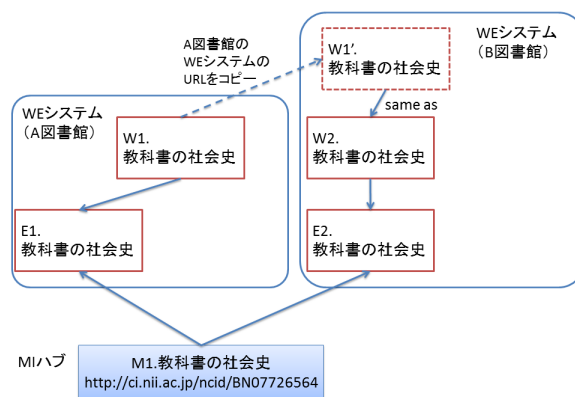 A図書館の
WEシステムの
URLをコピー
WEシステム
(B図書館)
W1’.
教科書の社会史
same as
WEシステム
(A図書館)
W1.
教科書の社会史
W2.
教科書の社会史
E1.
教科書の社会史
E2.
教科書の社会史
MIハブ
M1.教科書の社会史
http://ci.nii.ac.jp/ncid/BN07726564